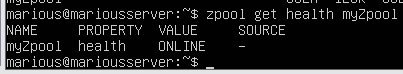 marious@mariousserver:~$ zpool get health myZpool
NAME PROPERTY VALUE SOURCE
myZpool health ONLINE -
marious@mariousserver:~$ _